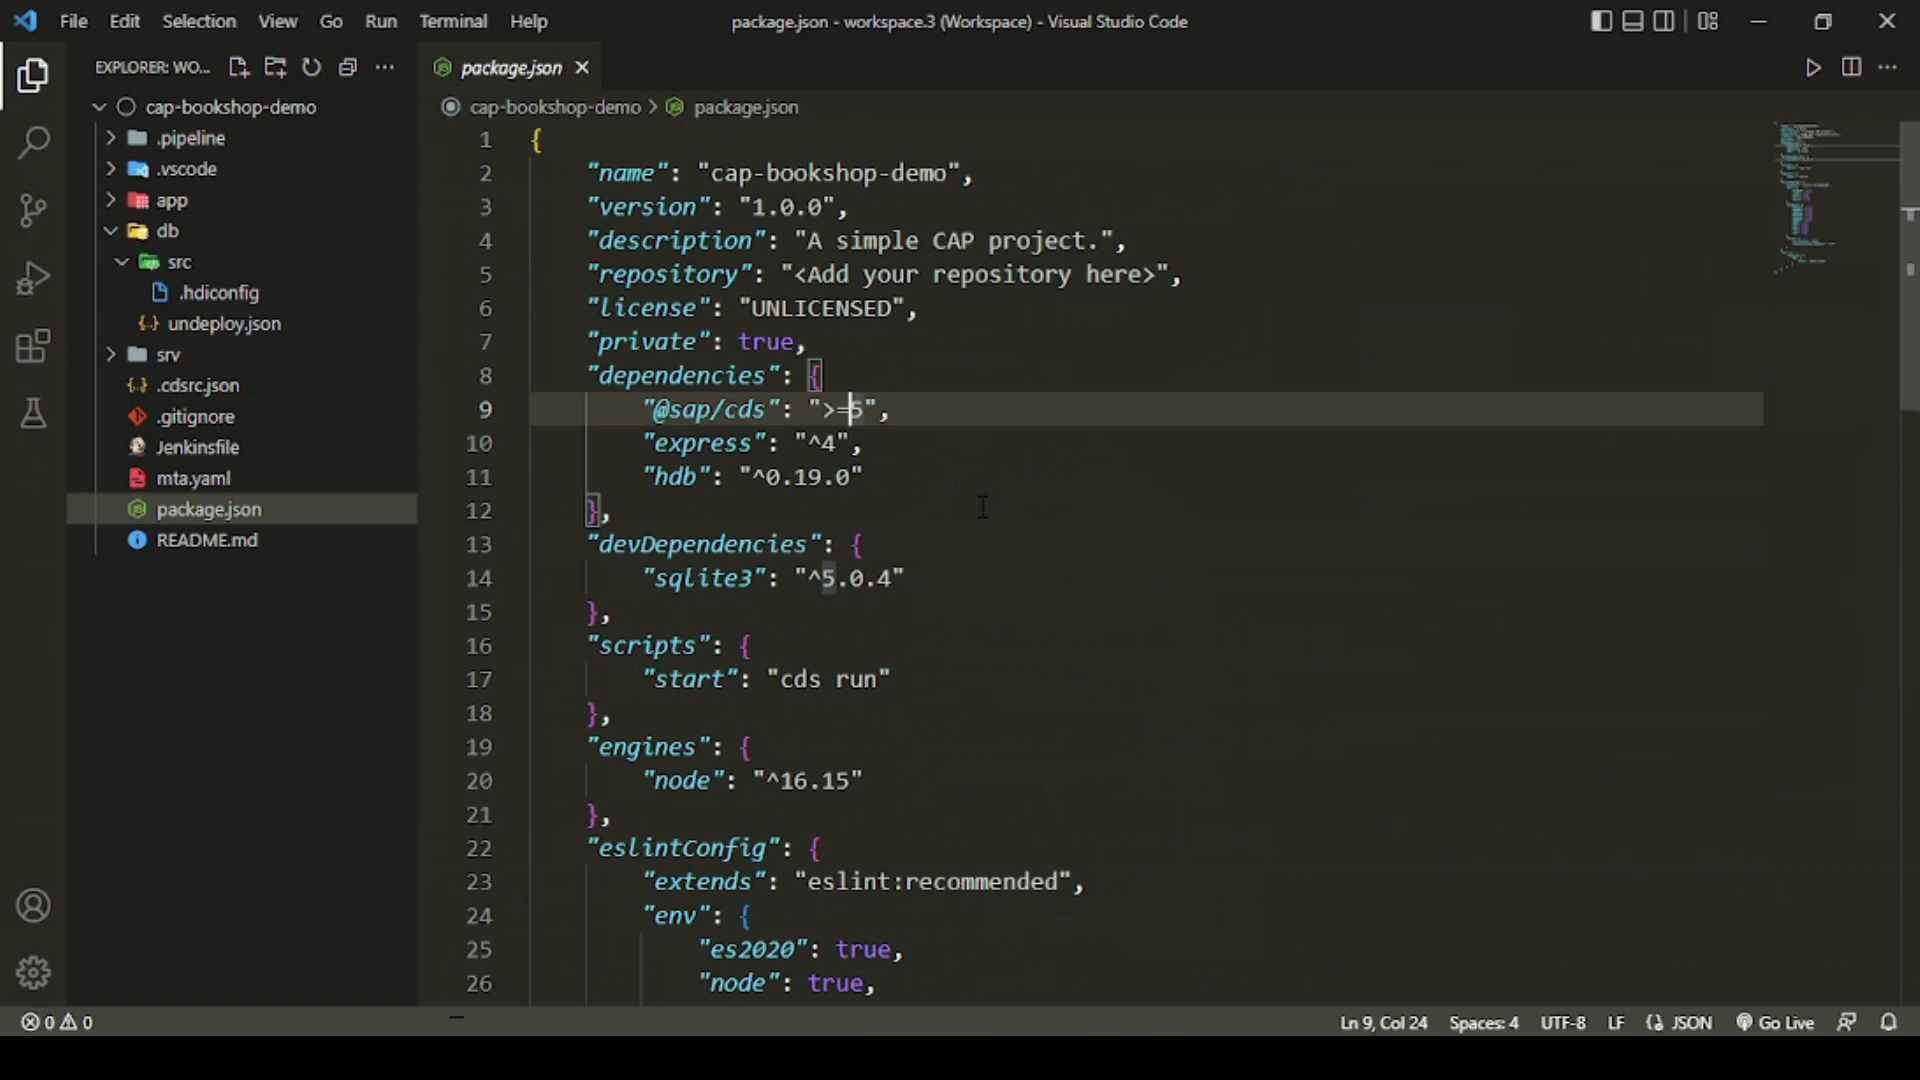 File Edit Selection View Go Run Terminal Help
package.json - workspace.3 (Workspace) - Visual Studio Code
EXPLORER: WO...
cap-bookshop-demo
.pipeline
.vscode
app
db
src
.hdiconfig
undeploy.json
srv
.cdsrc.json
.gitignore
Jenkinsfile
mta.yaml
package.json
README.md
package.json
cap-bookshop-demo > package.json
1 {
2 "name": "cap-bookshop-demo",
3 "version": "1.0.0",
4 "description": "A simple CAP project.",
5 "repository": "<Add your repository here>",
6 "license": "UNLICENSED",
7 "private": true,
8 "dependencies": {
9 "@sap/cds": ">=5",
10 "express": "^4",
11 "hdb": "^0.19.0"
12 },
13 "devDependencies": {
14 "sqlite3": "^5.0.4"
15 },
16 "scripts": {
17 "start": "cds run"
18 },
19 "engines": {
20 "node": "^16.15"
21 },
22 "eslintConfig": {
23 "extends": "eslint:recommended",
24 "env": {
25 "es2020": true,
26 "node": true,
0 0
Ln 9, Col 24 Spaces: 4 UTF-8 LF JSON Go Live